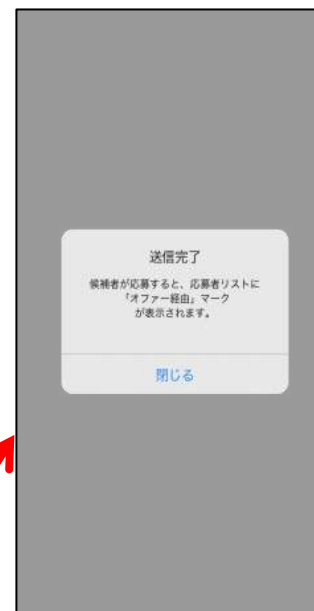 送信完了
候補者が応募すると、応募者リストに
「オファー経由」マーク
が表示されます。
閉じる